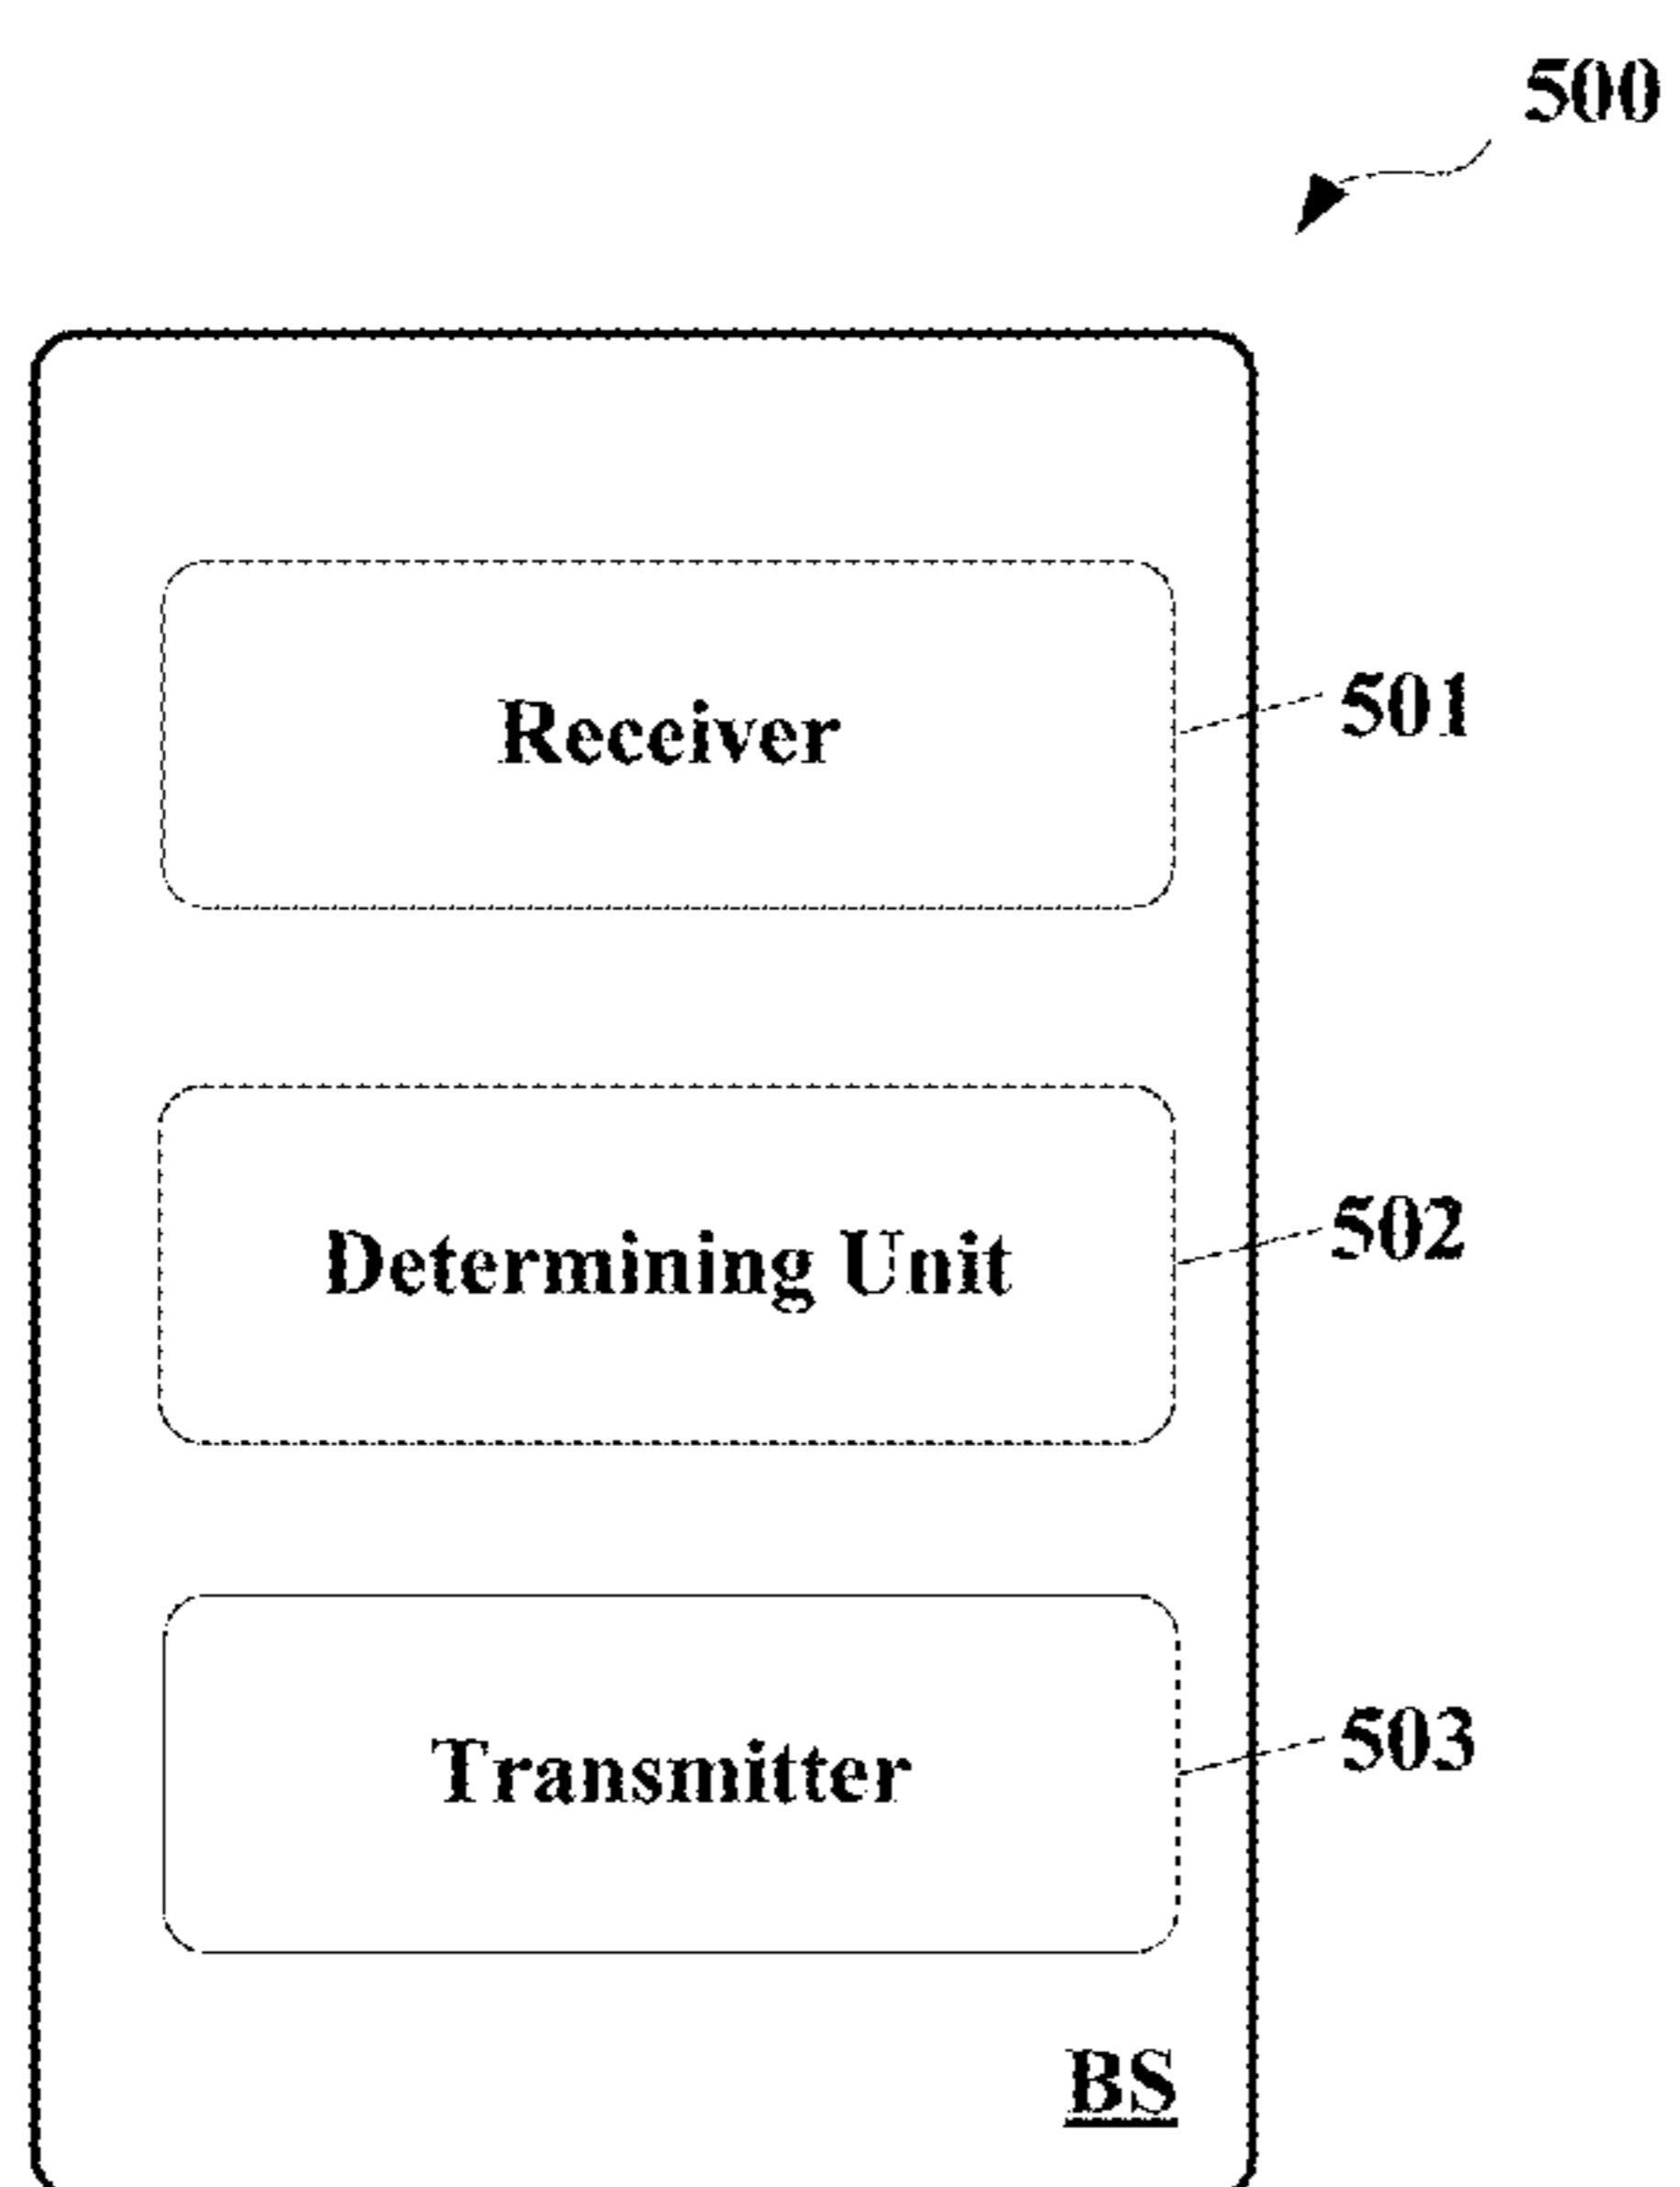 500
Receiver
501
Determining Unit
502
Transmitter
503
BS